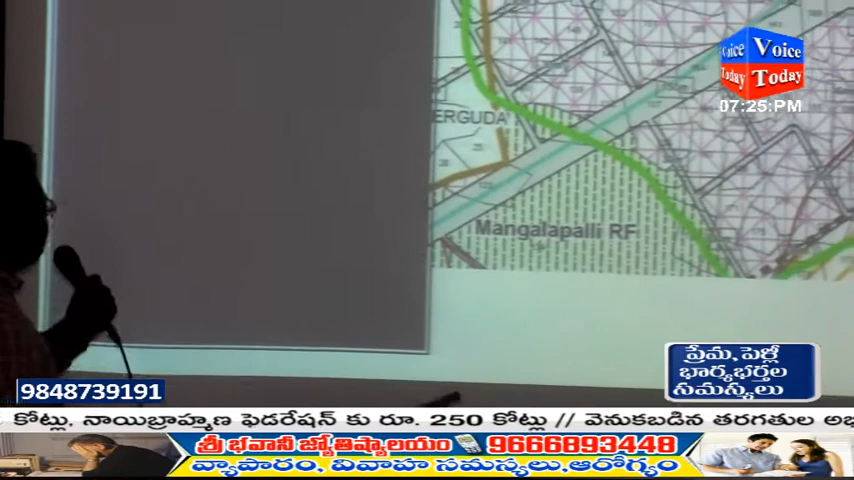 Voice
Voice
Today
Today
07:25:PM
ERGUDA
Mangalapalli RF
ప్రేమ, పెళ్లి
భార్యభర్తల
సమస్యలు
9848739191
కోట్లు, నాయిబ్రాహ్మణ ఫెడరేషన్ కు రూ. 250 కోట్లు // వెనుకబడిన తరగతుల
శ్రీ భవానీ జ్యోతిష్యాలయం 9666893448
వ్యాపారం, వివాహ సమస్యలు,ఆరోగ్యం